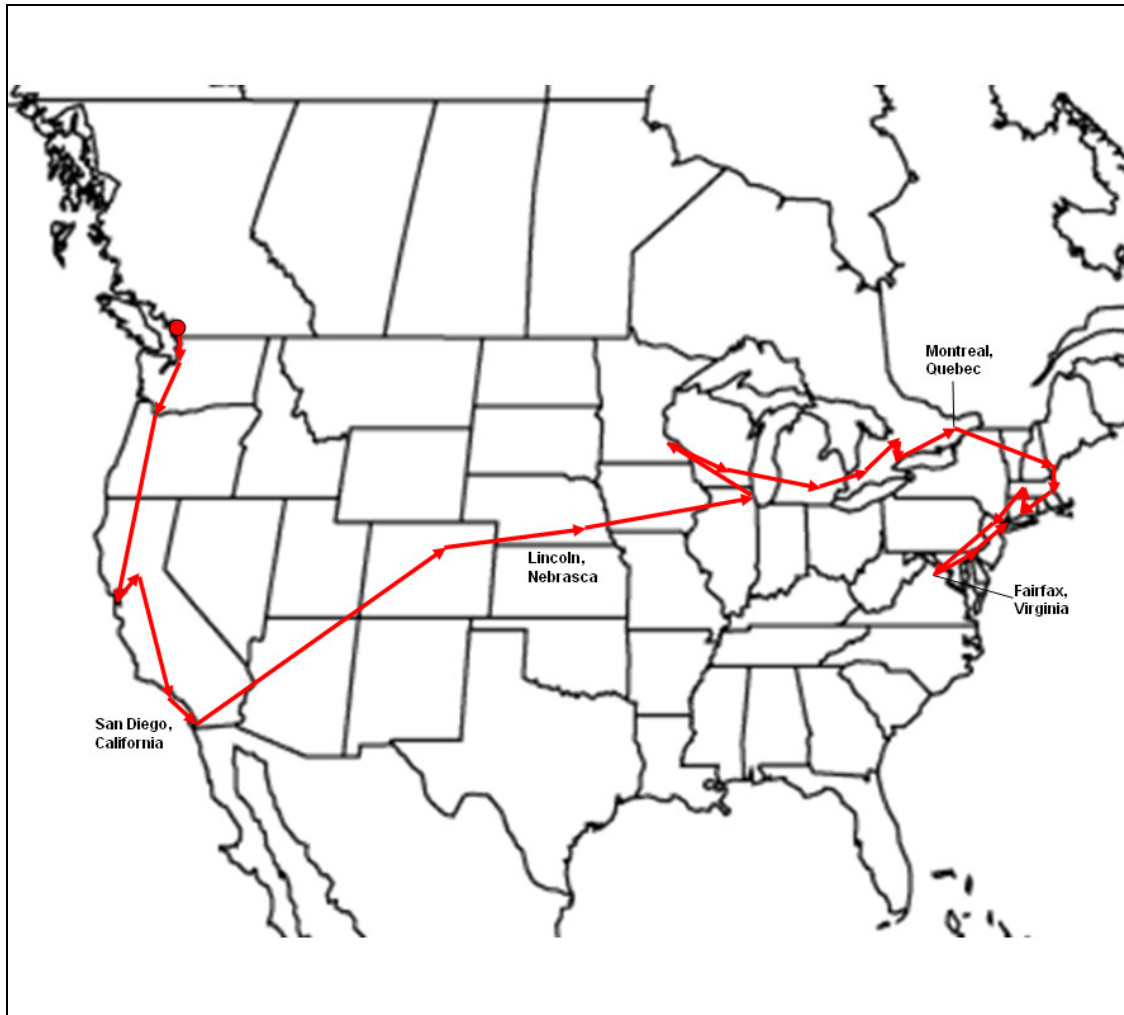 Montreal,
Quebec
Lincoln,
Nebrasca
Fairfax,
Virginia
San Diego,
California